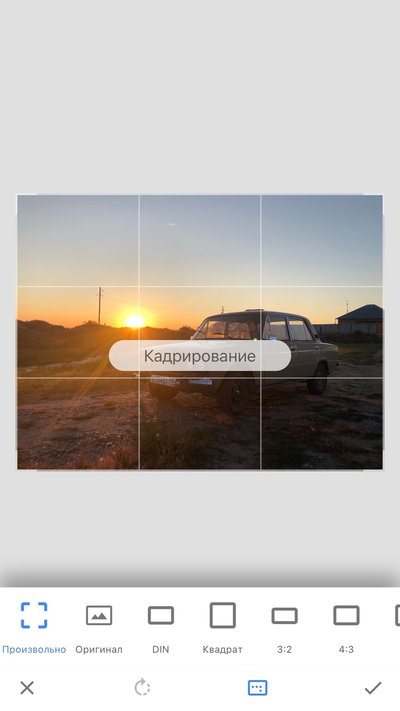 Кадрирование
Произвольно
Оригинал
DIN
Квадрат
3:2
4:3